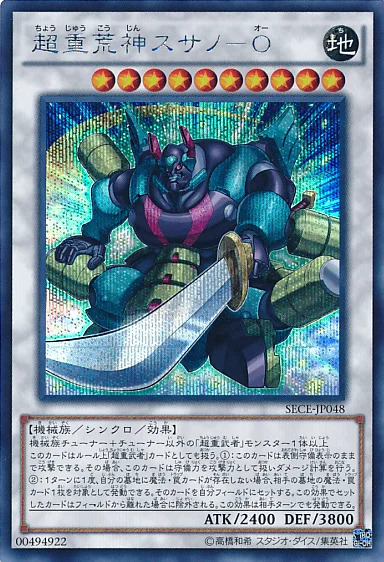 ちょう じゅう こう じん オー
超重荒神スサノ－O
地
SECE-JP048
【機械族／シンクロ／効果】
機械族チューナー＋チューナー以外の「超重武者」モンスター1体以上
このカードはルール上「超重武者」としても扱う。①：このカードは表側守備表示のまま
で攻撃できる。その場合、このカードは守備力を攻撃力として扱いダメージ計算を行う。
②：1ターンに1度、自分の墓地に魔法・罠カードが存在しない場合、相手の墓地の魔法・罠
カード1枚を対象として発動できる。そのカードを自分フィールドにセットする。この効果でセット
したカードはフィールドから離れた場合に除外される。この効果は相手ターンでも発動できる。
ATK/2400 DEF/3800
00494922
©高橋和希 スタジオ・ダイス/集英社